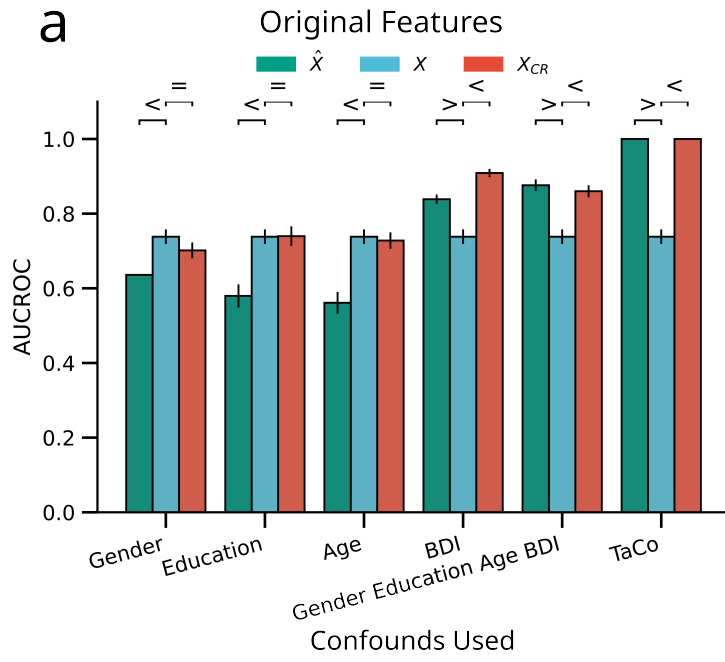 a
Original Features
X̂ X X_CR
= = = < < <
< < < > > >
1.0
0.8
0.6
0.4
0.2
0.0
AUCROC
Gender
Education
Age
BDI
Gender Education Age BDI
TaCo
Confounds Used